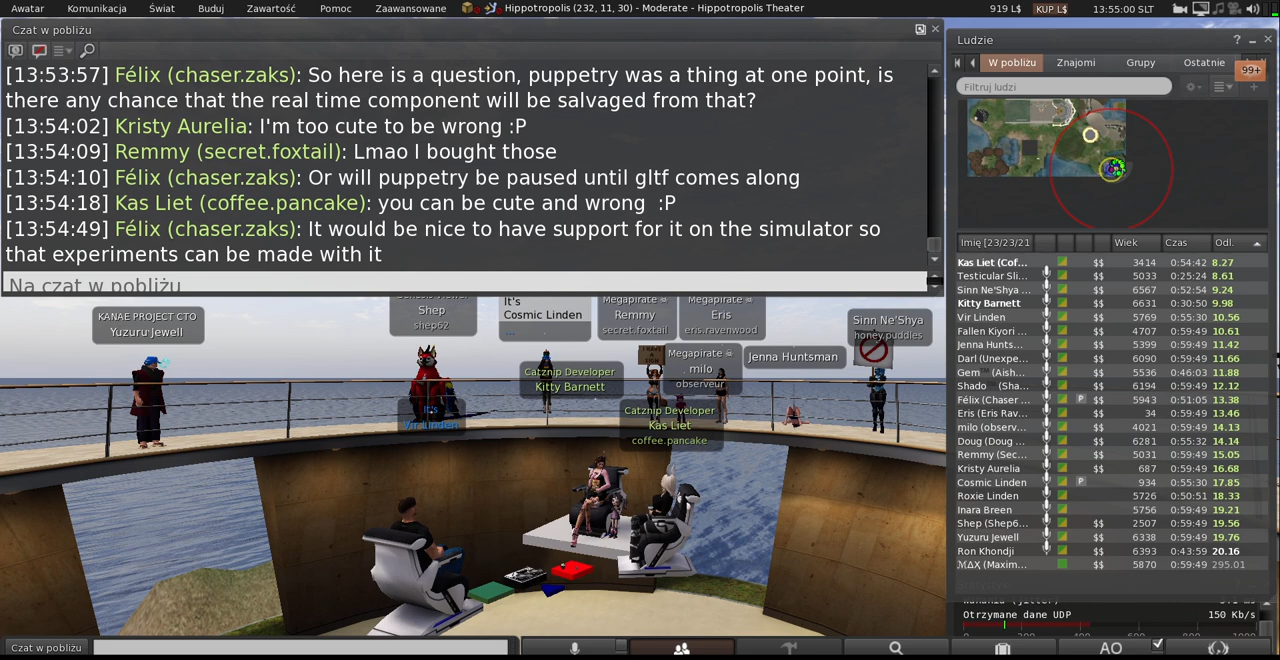 Awatar Komunikacja Świat Buduj Zawartość Pomoc Zaawansowane Hippotropolis (232, 11, 30) - Moderate - Hippotropolis Theater 919 L$ KUP L$ 13:55:00 SLT
Czat w pobliżu
[13:53:57] Félix (chaser.zaks): So here is a question, puppetry was a thing at one point, is
there any chance that the real time component will be salvaged from that?
[13:54:02] Kristy Aurelia: I'm too cute to be wrong :P
[13:54:09] Remmy (secret.foxtail): Lmao I bought those
[13:54:10] Félix (chaser.zaks): Or will puppetry be paused until gltf comes along
[13:54:18] Kas Liet (coffee.pancake): you can be cute and wrong  :P
[13:54:49] Félix (chaser.zaks): It would be nice to have support for it on the simulator so
that experiments can be made with it
Na czat w pobliżu
KANAE PROJECT CTO
Yuzuru Jewell
Shep
shep62
It's
Cosmic Linden
...
Megapirate ☠
Remmy
secret.foxtail
Megapirate ☠
Eris
eris.ravenwood
Sinn Ne'Shya
honey.puddles
Megapirate ☠
. milo
observeur
Jenna Huntsman
Catznip Developer
Kitty Barnett
It's
Vir Linden
Catznip Developer
Kas Liet
coffee.pancake
Czat w pobliżu
AO
Ludzie
W pobliżu Znajomi Grupy Ostatnie
99+
Filtruj ludzi
Imię [23/23/21 Wiek Czas Odl.
Kas Liet (Cof... $$ 3414 0:54:42 8.27
Testicular Sli... $$ 5033 0:25:24 8.61
Sinn Ne'Shya ... $$ 6567 0:52:54 9.24
Kitty Barnett $$ 6631 0:30:50 9.98
Vir Linden $$ 5769 0:55:30 10.56
Fallen Kiyori ... $$ 4707 0:59:49 10.61
Jenna Hunts... $$ 5399 0:59:49 11.42
Darl (Unexpe... $$ 6090 0:59:49 11.66
Gem™ (Aish... $$ 5536 0:46:03 11.88
Shado™ (Sha... $$ 6194 0:59:49 12.12
Félix (Chaser ... P $$ 5943 0:51:05 13.38
Eris (Eris Rav... $$ 34 0:59:49 13.46
milo (observ... $$ 4021 0:59:49 14.13
Doug (Doug ... $$ 6281 0:55:32 14.14
Remmy (Sec... $$ 5031 0:59:49 15.05
Kristy Aurelia $$ 687 0:59:49 16.68
Cosmic Linden P 934 0:55:30 17.85
Roxie Linden 5726 0:50:51 18.33
Inara Breen 5756 0:59:49 19.21
Shep (Shep6... $$ 2507 0:59:49 19.56
Yuzuru Jewell $$ 6338 0:59:49 19.76
Ron Khondji $$ 6393 0:43:59 20.16
(Maxim... $$ 5870 0:59:49 295.01
Otrzymane dane UDP 150 Kb/s